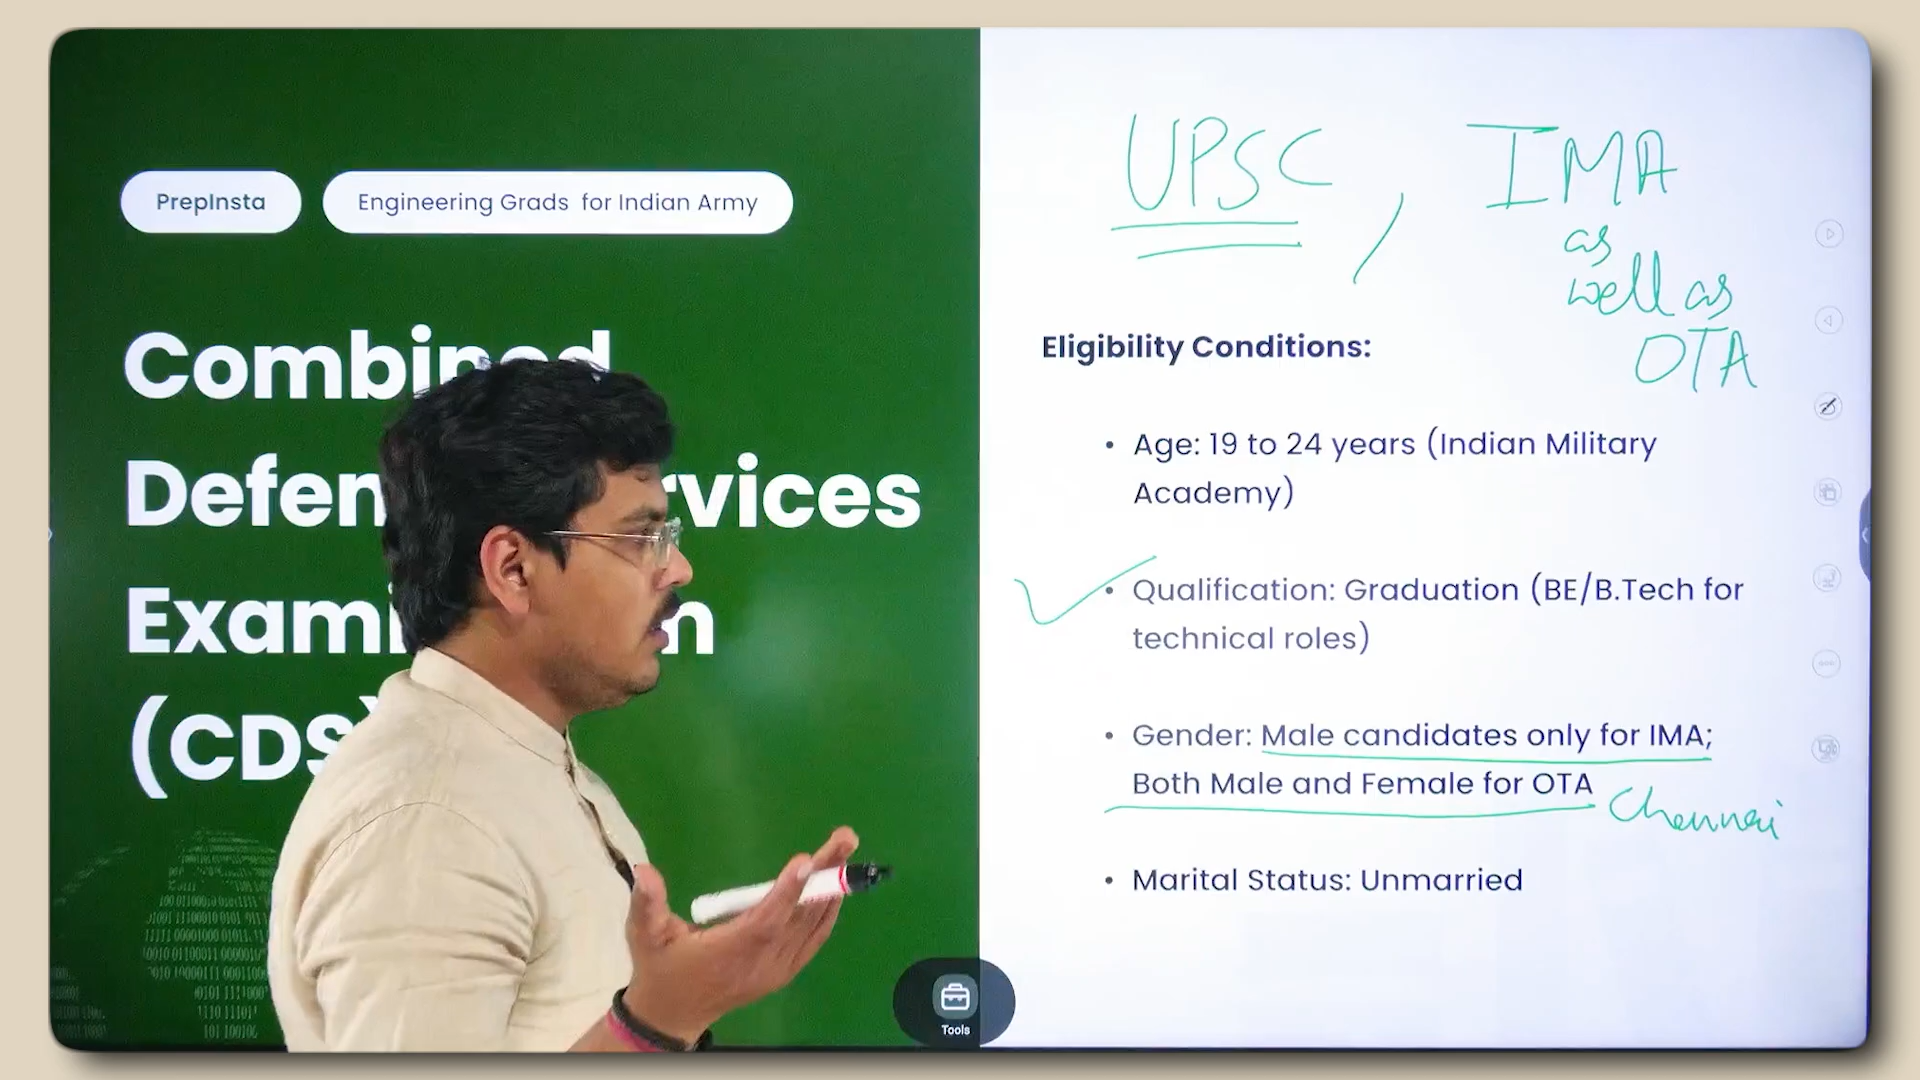 PrepInsta
Engineering Grads for Indian Army
Combined
Defen rvices
Exami n
(CDS)
UPSC, IMA
as
well as
OTA
Eligibility Conditions:
• Age: 19 to 24 years (Indian Military
Academy)
• Qualification: Graduation (BE/B.Tech for
technical roles)
• Gender: Male candidates only for IMA;
Both Male and Female for OTA
Chennai
• Marital Status: Unmarried
Tools